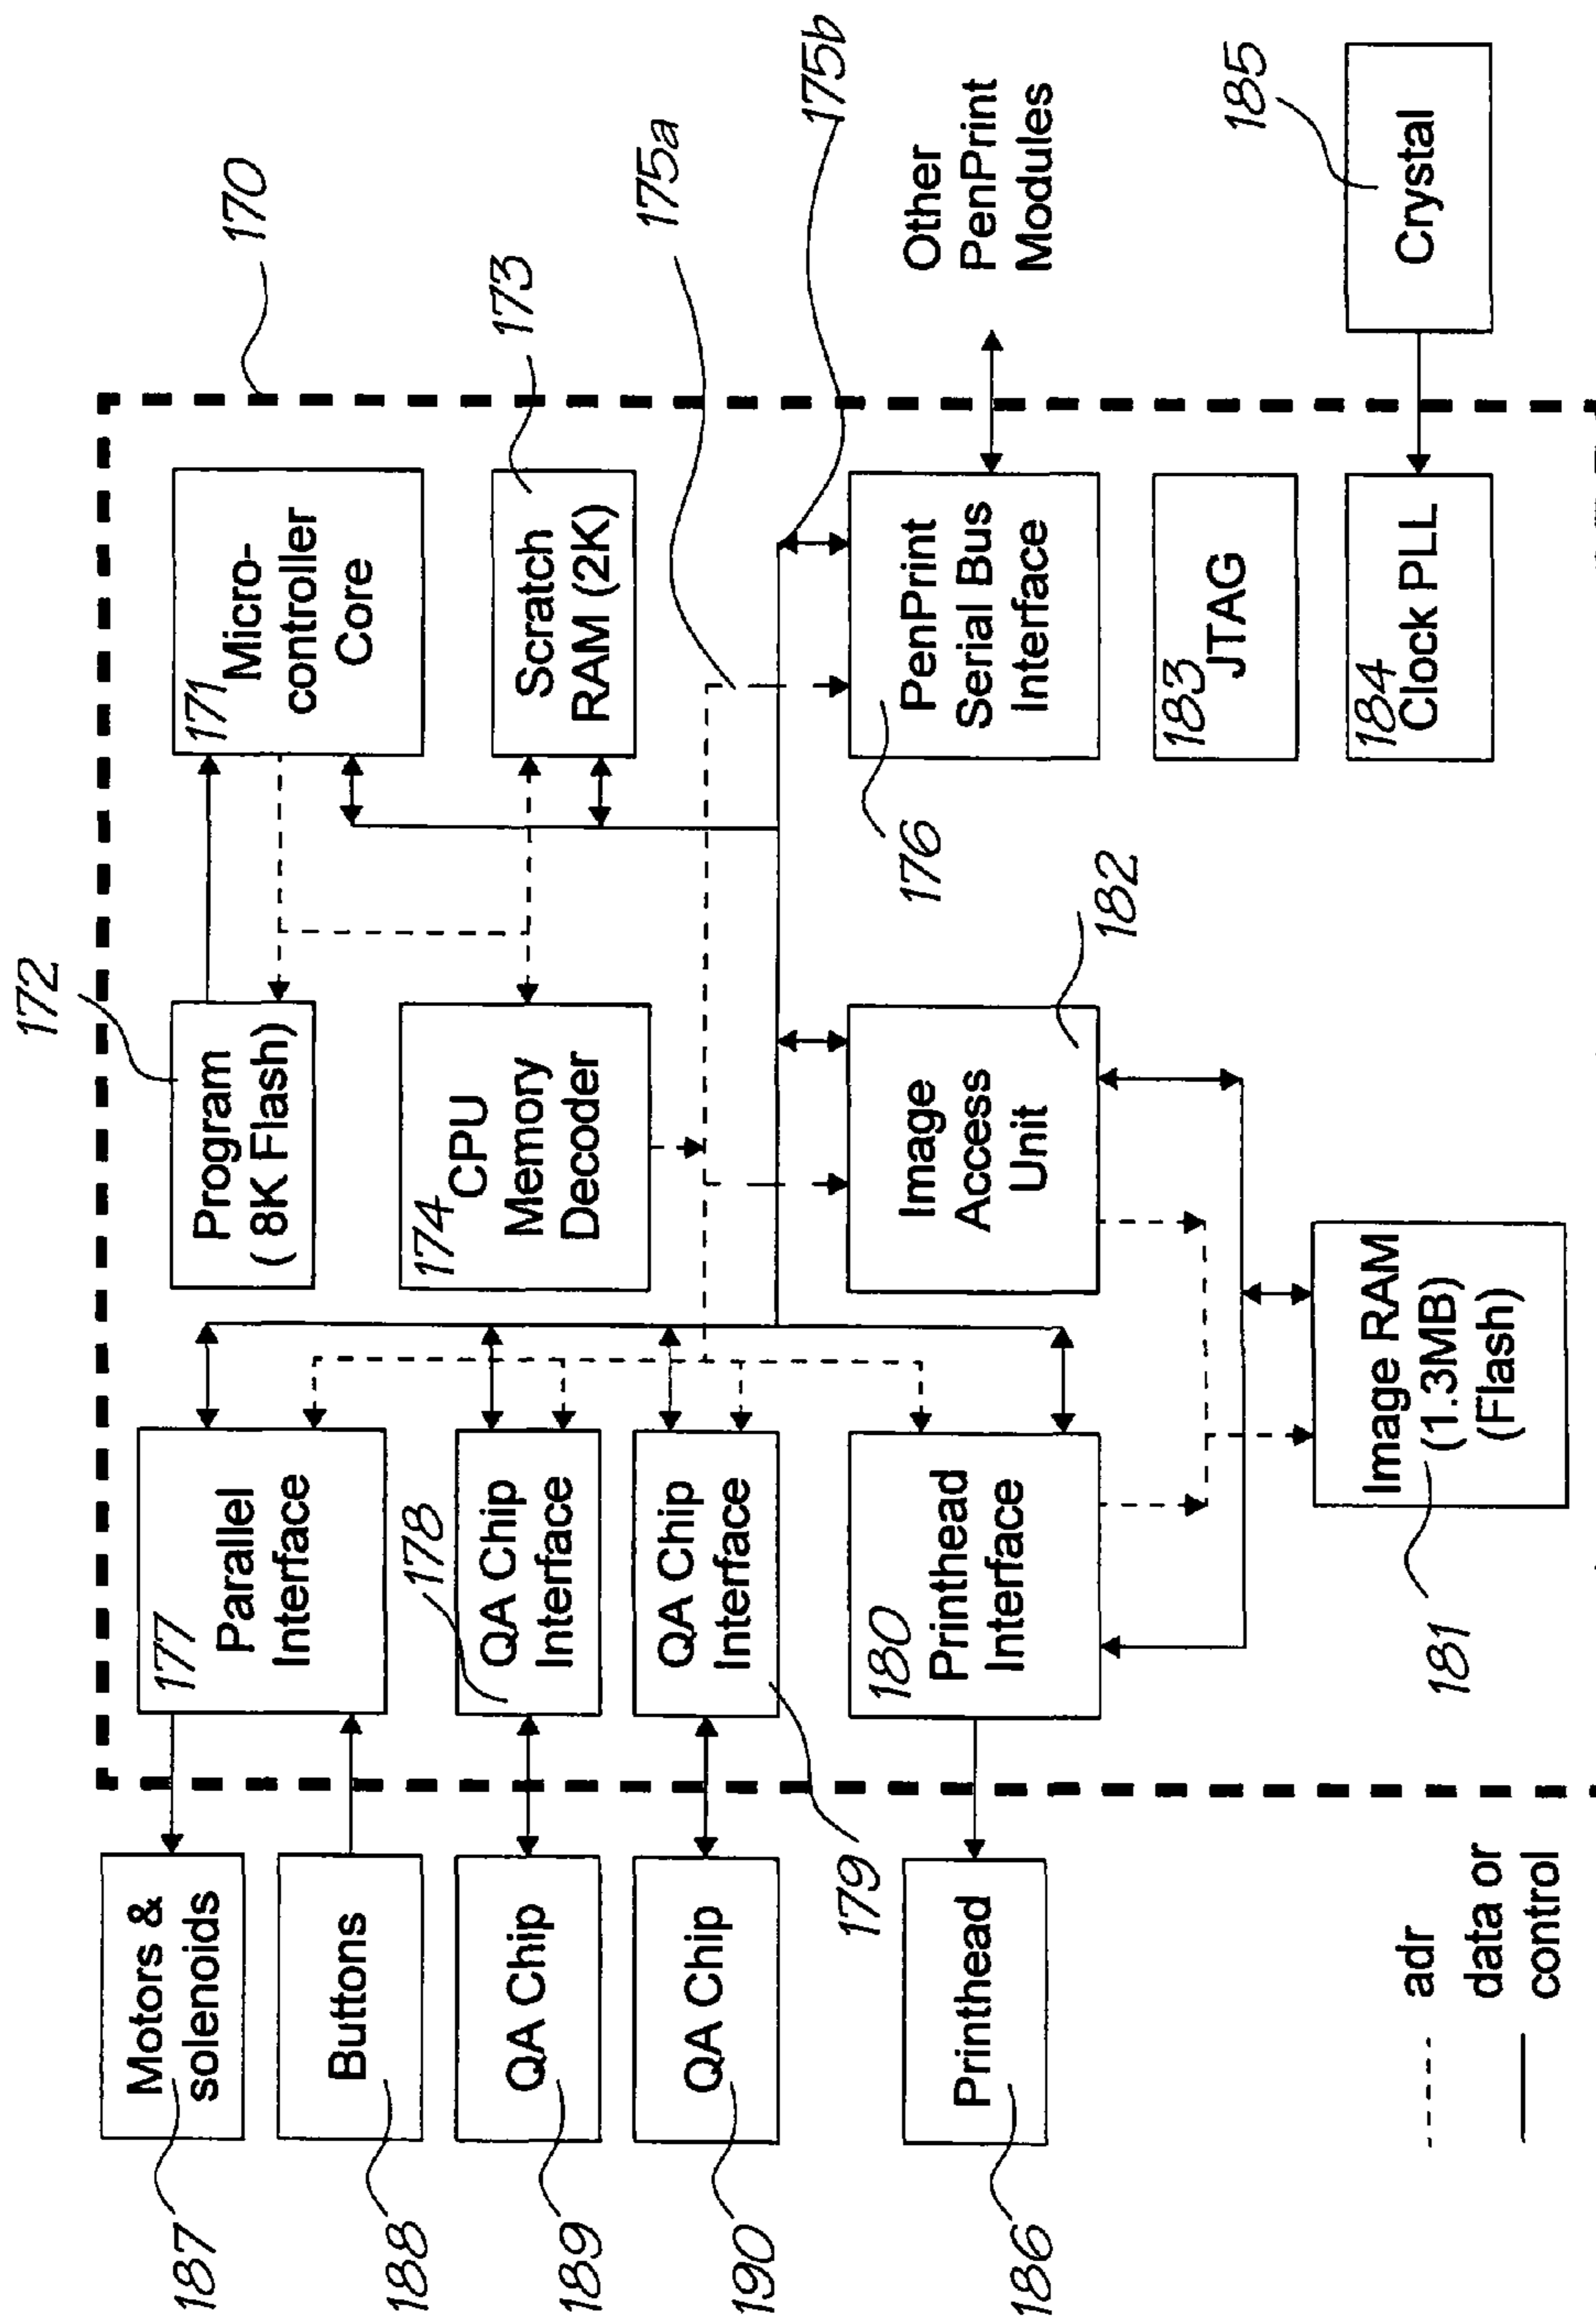 187
Motors &
solenoids
188
Buttons
189
QA Chip
190
QA Chip
186
Printhead
adr
data or
control
177
Parallel
Interface
178
QA Chip
Interface
QA Chip
Interface
179
180
Printhead
Interface
172
Program
( 8K Flash)
174
CPU
Memory
Decoder
Image
Access
Unit
182
Image RAM
(1.3MB)
(Flash)
181
170
171
Micro-
controller
Core
173
Scratch
RAM (2K)
175a
175b
176
PenPrint
Serial Bus
Interface
Other
PenPrint
Modules
183
JTAG
184
Clock PLL
185
Crystal